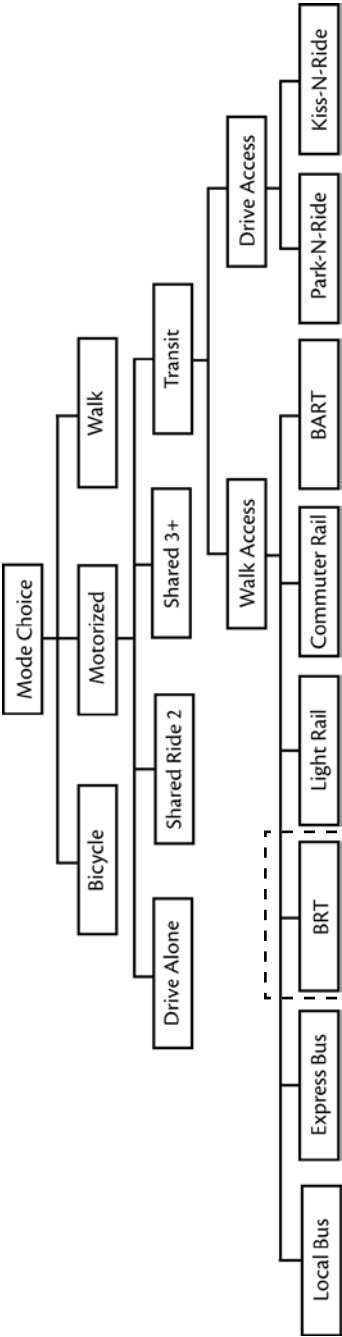 Mode Choice
Bicycle
Motorized
Walk
Drive Alone
Shared Ride 2
Shared 3+
Transit
Walk Access
Drive Access
Local Bus
Express Bus
BRT
Light Rail
Commuter Rail
BART
Park-N-Ride
Kiss-N-Ride